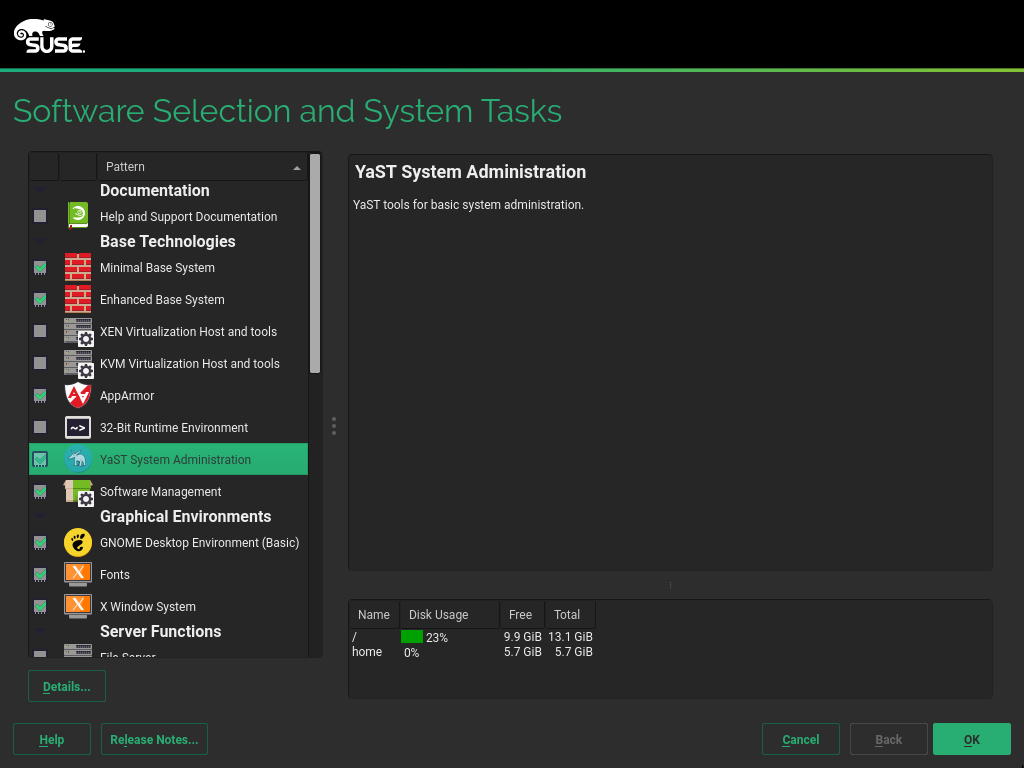 SUSE
Software Selection and System Tasks
Pattern
Documentation
Help and Support Documentation
Base Technologies
Minimal Base System
Enhanced Base System
XEN Virtualization Host and tools
KVM Virtualization Host and tools
AppArmor
~>
32-Bit Runtime Environment
YaST System Administration
Software Management
Graphical Environments
GNOME Desktop Environment (Basic)
X
Fonts
X
X Window System
Server Functions
File Server
Details...
YaST System Administration
YaST tools for basic system administration.
Name Disk Usage Free Total
/ 23% 9.9 GiB 13.1 GiB
home 0% 5.7 GiB 5.7 GiB
Help Release Notes... Cancel Back OK